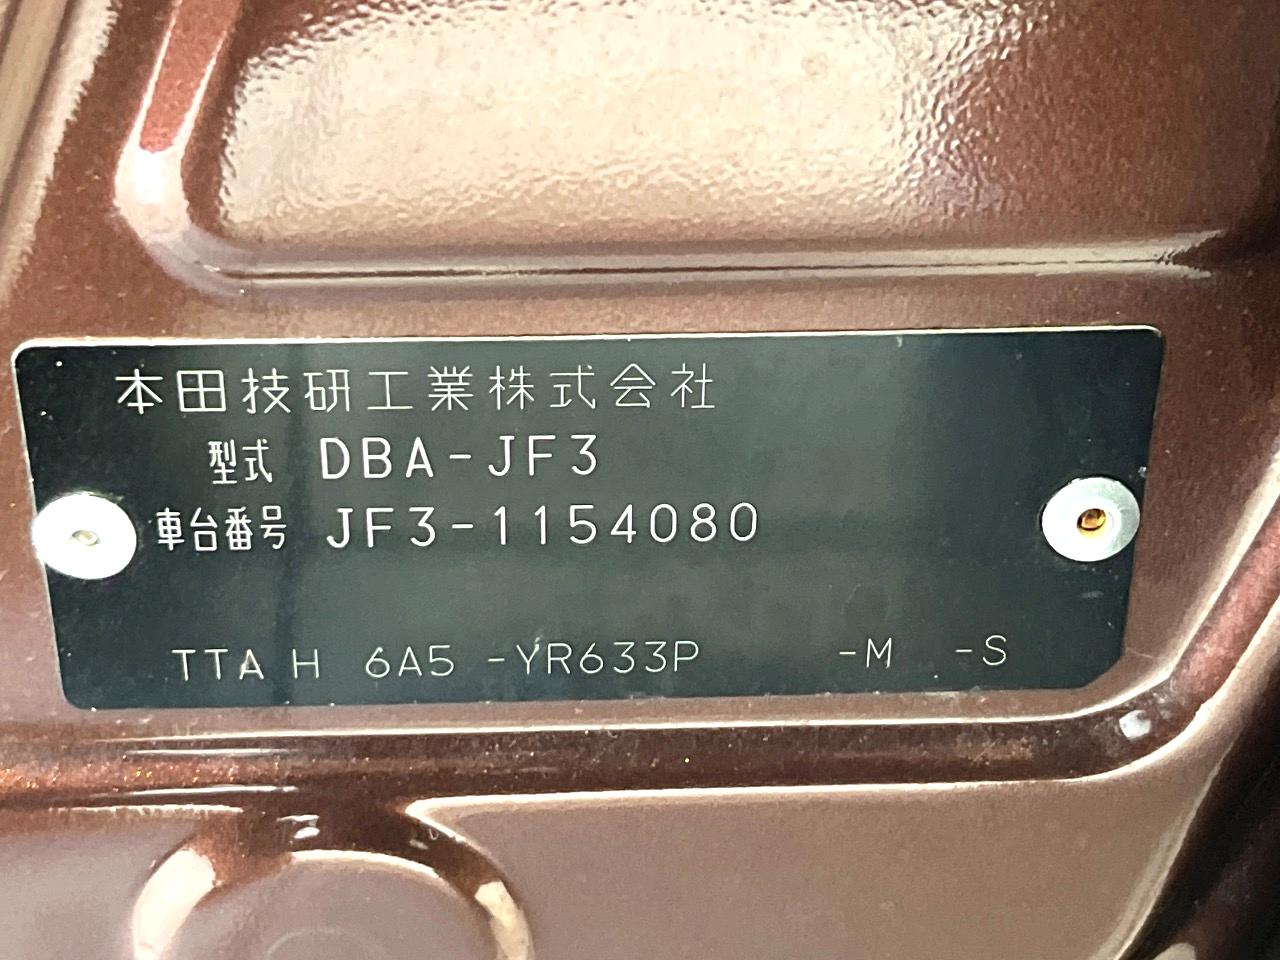 本田技研工業株式会社
型式 DBA-JF3
車台番号 JF3-1154080
TTA H 6A5 -YR633P -M -S